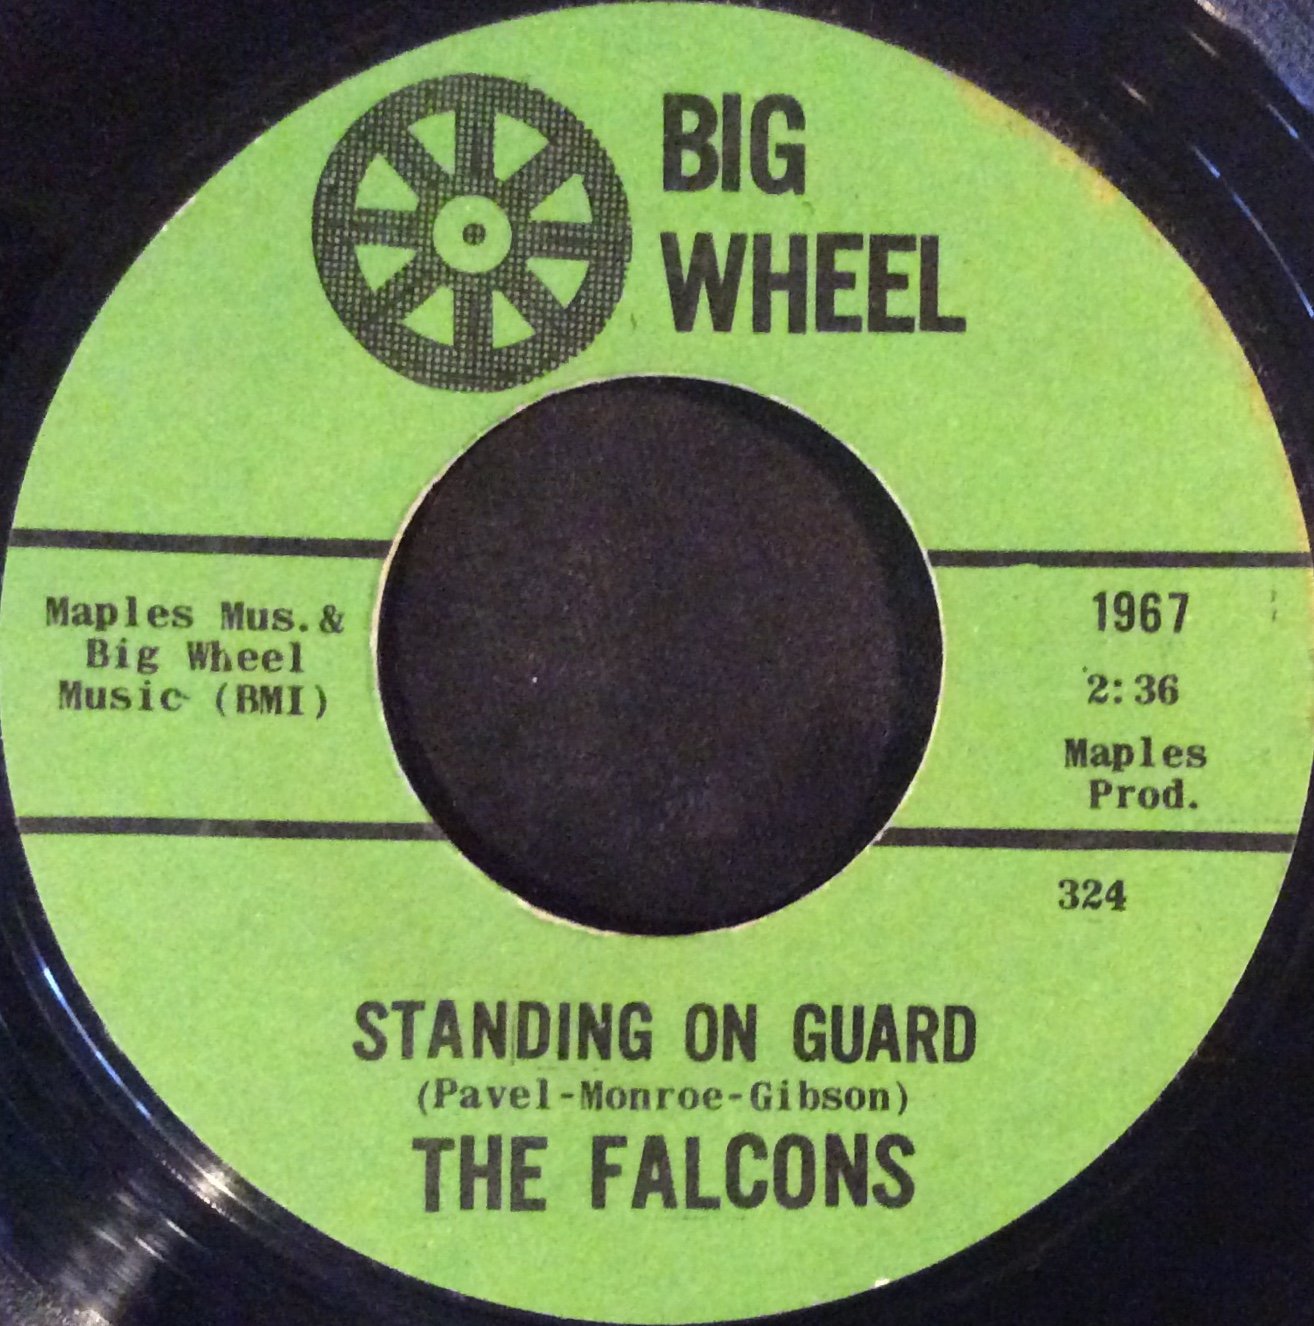 BIG
WHEEL
Maples Mus.&
Big Wheel
Music (BMI)
1967
2:36
Maples
Prod.
324
STANDING ON GUARD
(Pavel-Monroe-Gibson)
THE FALCONS